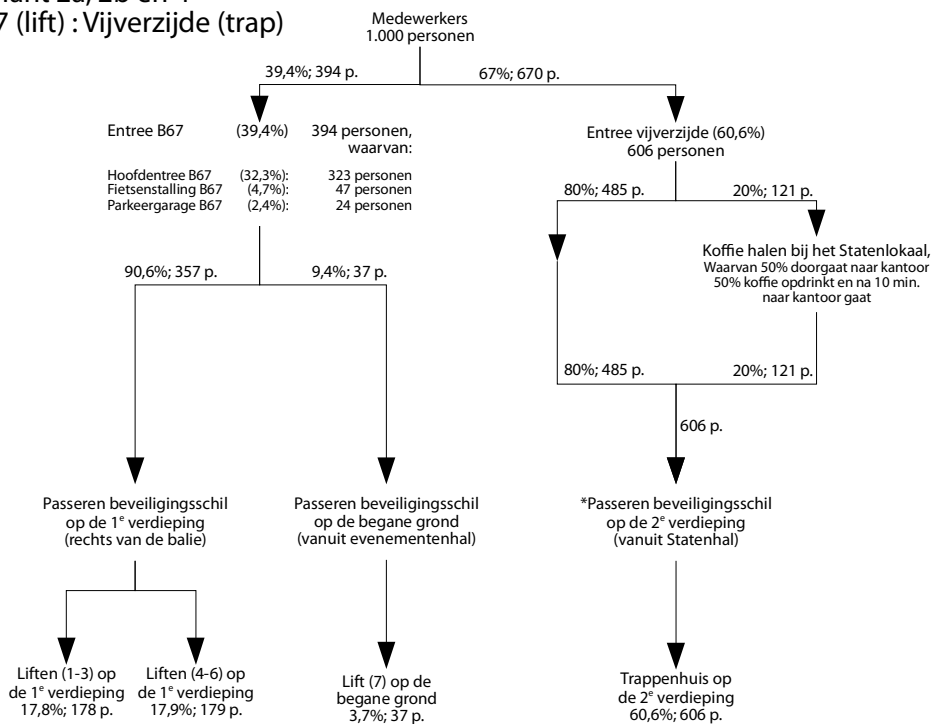 7 (lift) : Vijverzijde (trap)
Medewerkers
1.000 personen
39,4%; 394 p.
67%; 670 p.
Entree B67 (39,4%) 394 personen,
waarvan:
Hoofdentree B67 (32,3%): 323 personen
Fietsenstalling B67 (4,7%): 47 personen
Parkeergarage B67 (2,4%): 24 personen
Entree vijverzijde (60,6%)
606 personen
80%; 485 p.
20%; 121 p.
Koffie halen bij het Statenlokaal,
Waarvan 50% doorgaat naar kantoor
50% koffie opdrinkt en na 10 min.
naar kantoor gaat
90,6%; 357 p.
9,4%; 37 p.
80%; 485 p.
20%; 121 p.
606 p.
Passeren beveiligingsschil
op de 1e verdieping
(rechts van de balie)
Passeren beveiligingsschil
op de begane grond
(vanuit evenementenhal)
*Passeren beveiligingsschil
op de 2e verdieping
(vanuit Statenhal)
Liften (1-3) op
de 1e verdieping
17,8%; 178 p.
Liften (4-6) op
de 1e verdieping
17,9%; 179 p.
Lift (7) op de
begane grond
3,7%; 37 p.
Trappenhuis op
de 2e verdieping
60,6%; 606 p.